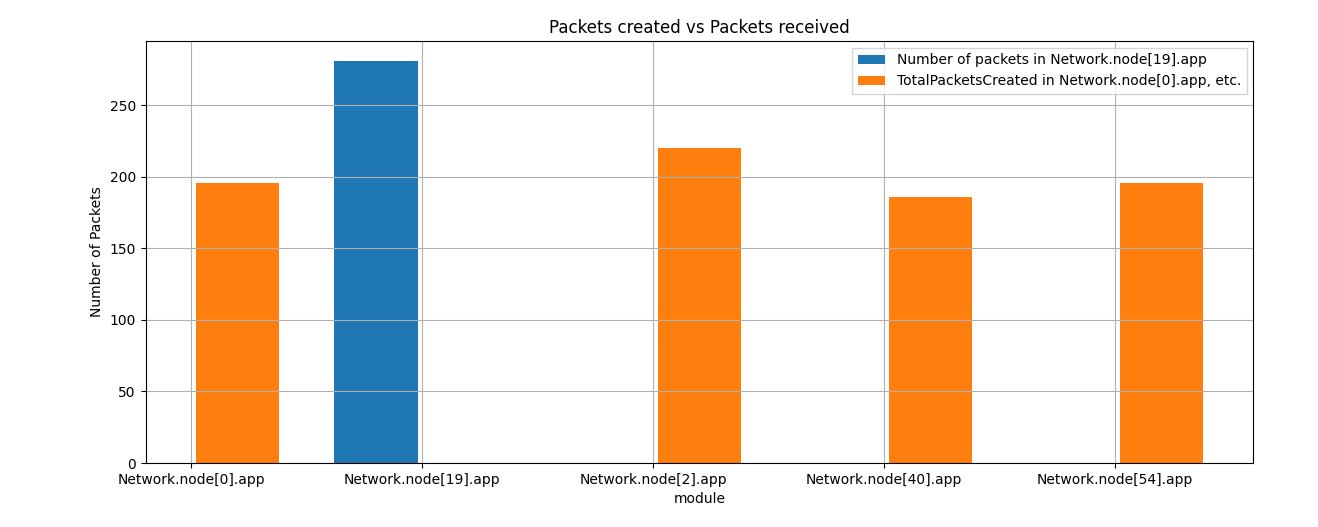 Packets created vs Packets received
Number of packets in Network.node[19].app
TotalPacketsCreated in Network.node[0].app, etc.
Number of Packets
250
200
150
100
50
0
Network.node[0].app Network.node[19].app Network.node[2].app Network.node[40].app Network.node[54].app
module